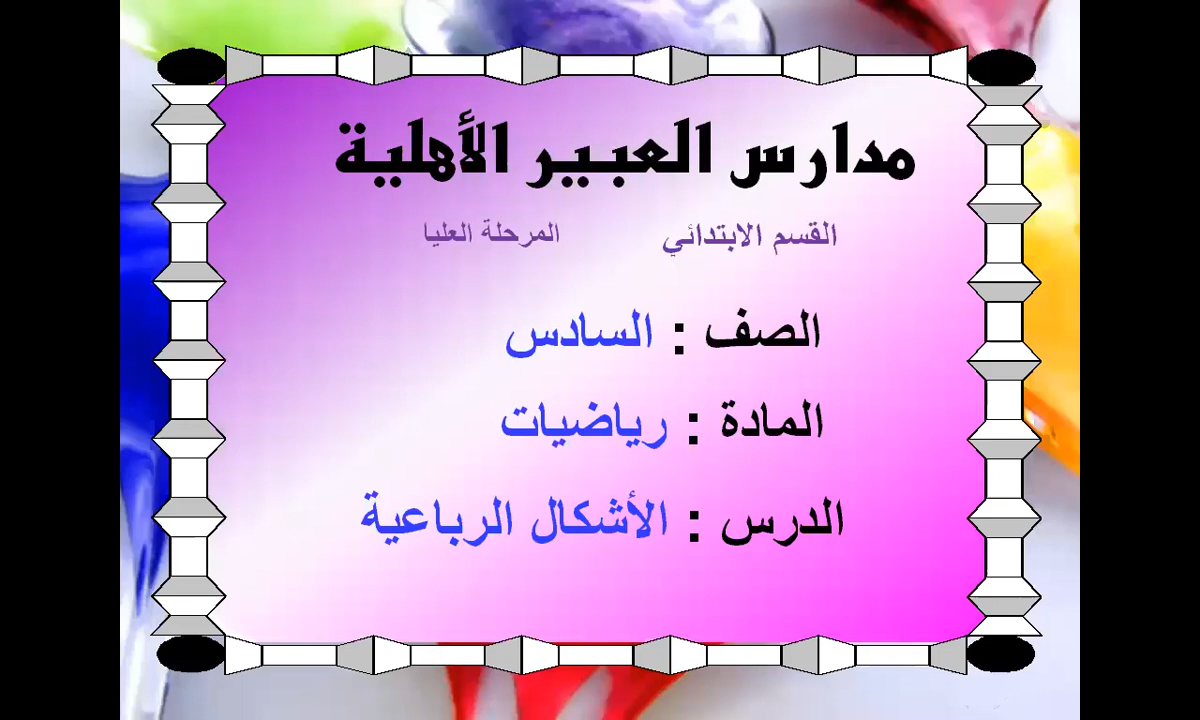 مدارس العبير الأهلية
القسم الابتدائي المرحلة العليا
الصف : السادس
المادة : رياضيات
الدرس : الأشكال الرباعية